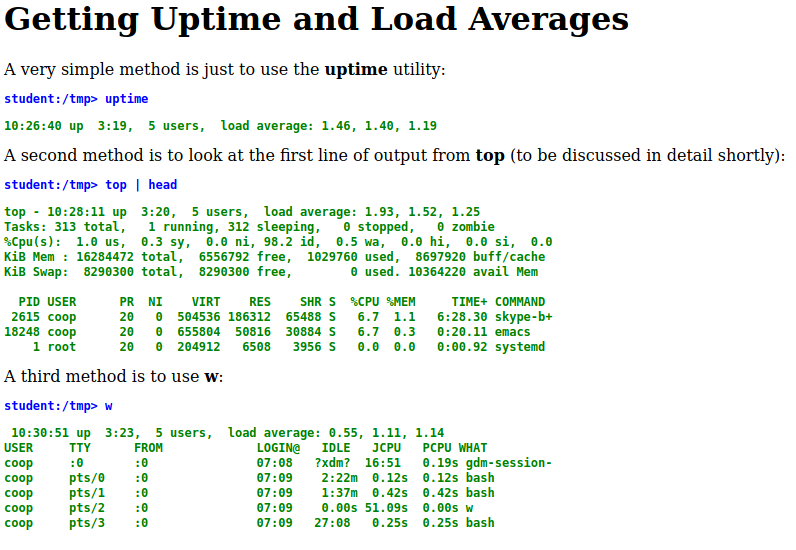 Getting Uptime and Load Averages
A very simple method is just to use the uptime utility:
student:/tmp> uptime
10:26:40 up  3:19,  5 users,  load average: 1.46, 1.40, 1.19
A second method is to look at the first line of output from top (to be discussed in detail shortly):
student:/tmp> top | head
top - 10:28:11 up  3:20,  5 users,  load average: 1.93, 1.52, 1.25
Tasks: 313 total,   1 running, 312 sleeping,   0 stopped,   0 zombie
%Cpu(s):  1.0 us,  0.3 sy,  0.0 ni, 98.2 id,  0.5 wa,  0.0 hi,  0.0 si,  0.0
KiB Mem : 16284472 total,  6556792 free,  1029760 used,  8697920 buff/cache
KiB Swap:  8290300 total,  8290300 free,        0 used. 10364220 avail Mem
  PID USER      PR  NI    VIRT    RES    SHR S  %CPU %MEM     TIME+ COMMAND
 2615 coop      20   0  504536 186312  65488 S   6.7  1.1   6:28.30 skype-b+
18248 coop      20   0  655804  50816  30884 S   6.7  0.3   0:20.11 emacs
    1 root      20   0  204912   6508   3956 S   0.0  0.0   0:00.92 systemd
A third method is to use w:
student:/tmp> w
 10:30:51 up  3:23,  5 users,  load average: 0.55, 1.11, 1.14
USER     TTY      FROM             LOGIN@   IDLE   JCPU   PCPU WHAT
coop     :0       :0               07:08   ?xdm?  16:51   0.19s gdm-session-
coop     pts/0    :0               07:09    2:22m  0.12s  0.12s bash
coop     pts/1    :0               07:09    1:37m  0.42s  0.42s bash
coop     pts/2    :0               07:09    0.00s 51.09s  0.00s w
coop     pts/3    :0               07:09   27:08   0.25s  0.25s bash